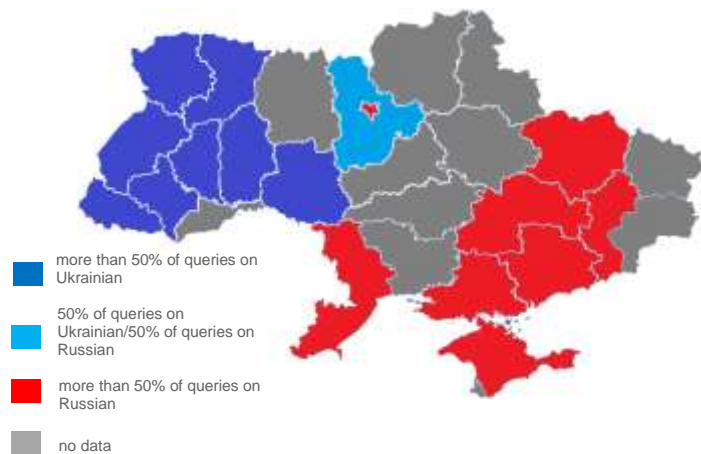 more than 50% of queries on
Ukrainian
50% of queries on
Ukrainian/50% of queries on
Russian
more than 50% of queries on
Russian
no data